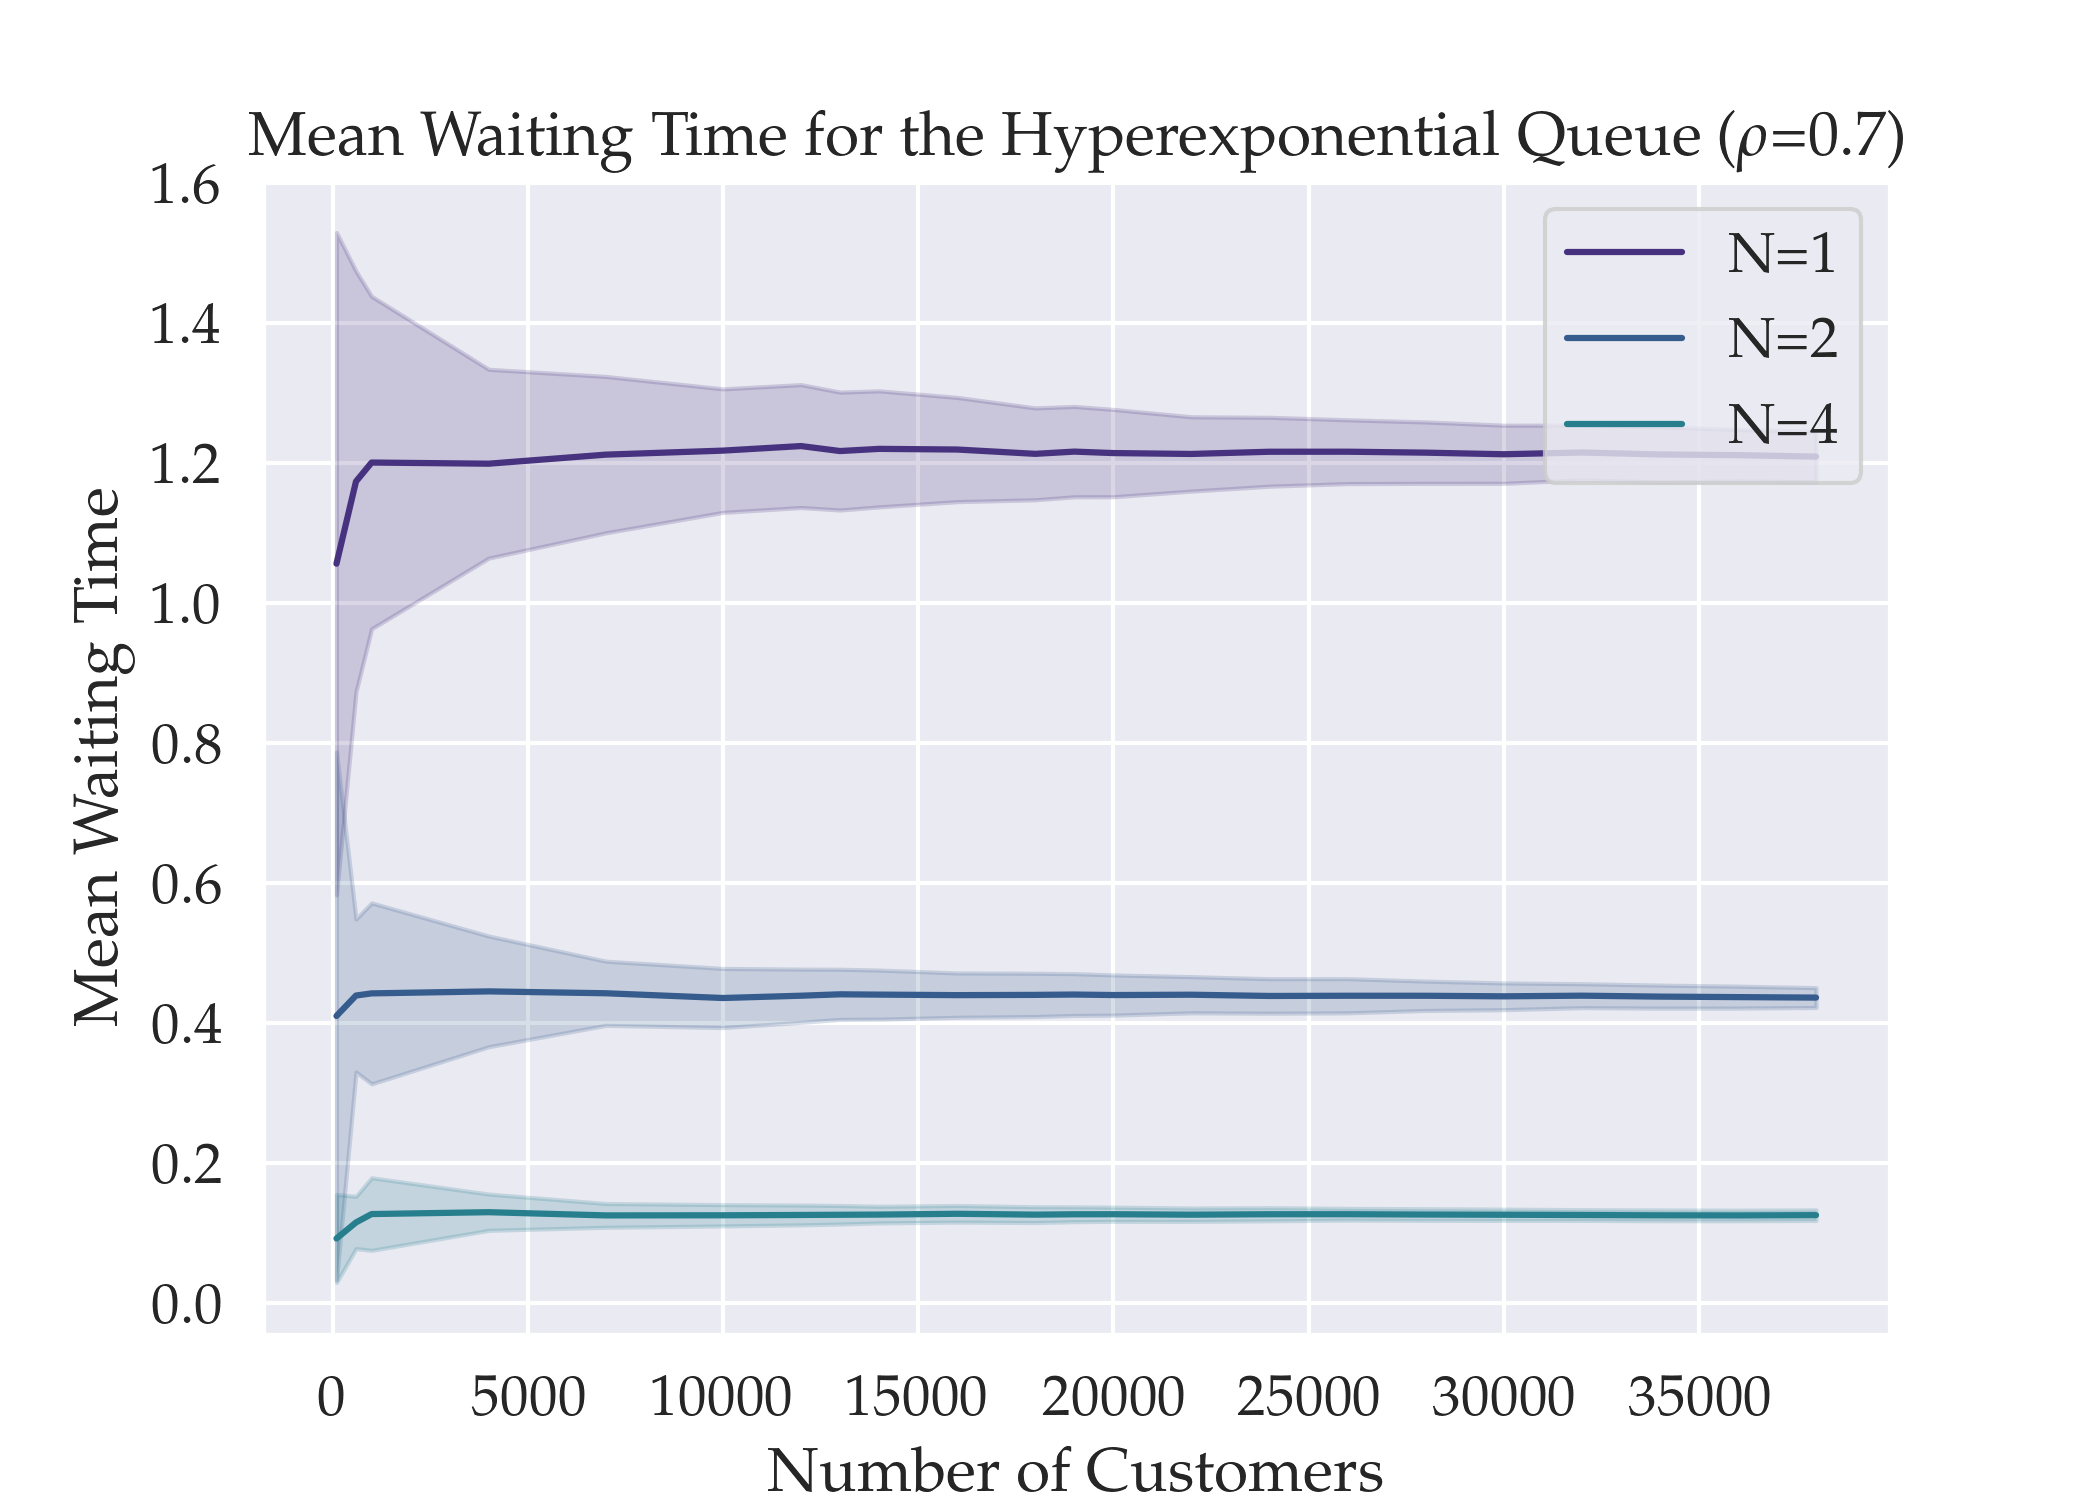 Mean Waiting Time for the Hyperexponential Queue (ρ=0.7)
1.6
1.4
1.2
1.0
0.8
0.6
0.4
0.2
0.0
Mean Waiting Time
N=1
N=2
N=4
0 5000 10000 15000 20000 25000 30000 35000
Number of Customers